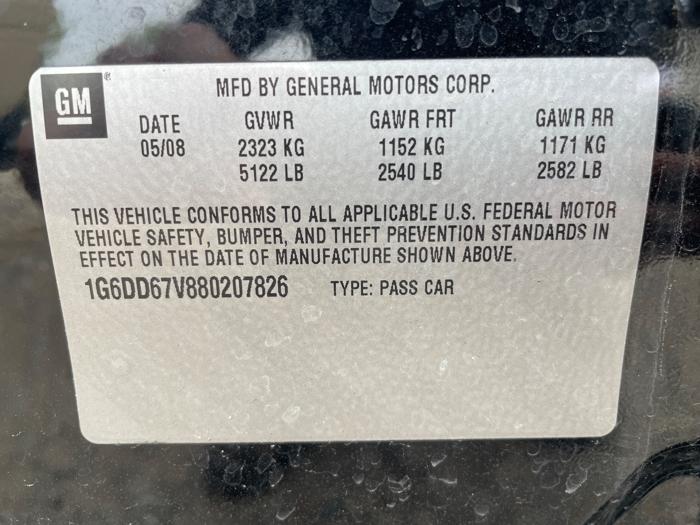 GM ®
MFD BY GENERAL MOTORS CORP.
DATE GVWR GAWR FRT GAWR RR
05/08 2323 KG 1152 KG 1171 KG
5122 LB 2540 LB 2582 LB
THIS VEHICLE CONFORMS TO ALL APPLICABLE U.S. FEDERAL MOTOR
VEHICLE SAFETY, BUMPER, AND THEFT PREVENTION STANDARDS IN
EFFECT ON THE DATE OF MANUFACTURE SHOWN ABOVE.
1G6DD67V880207826 TYPE: PASS CAR